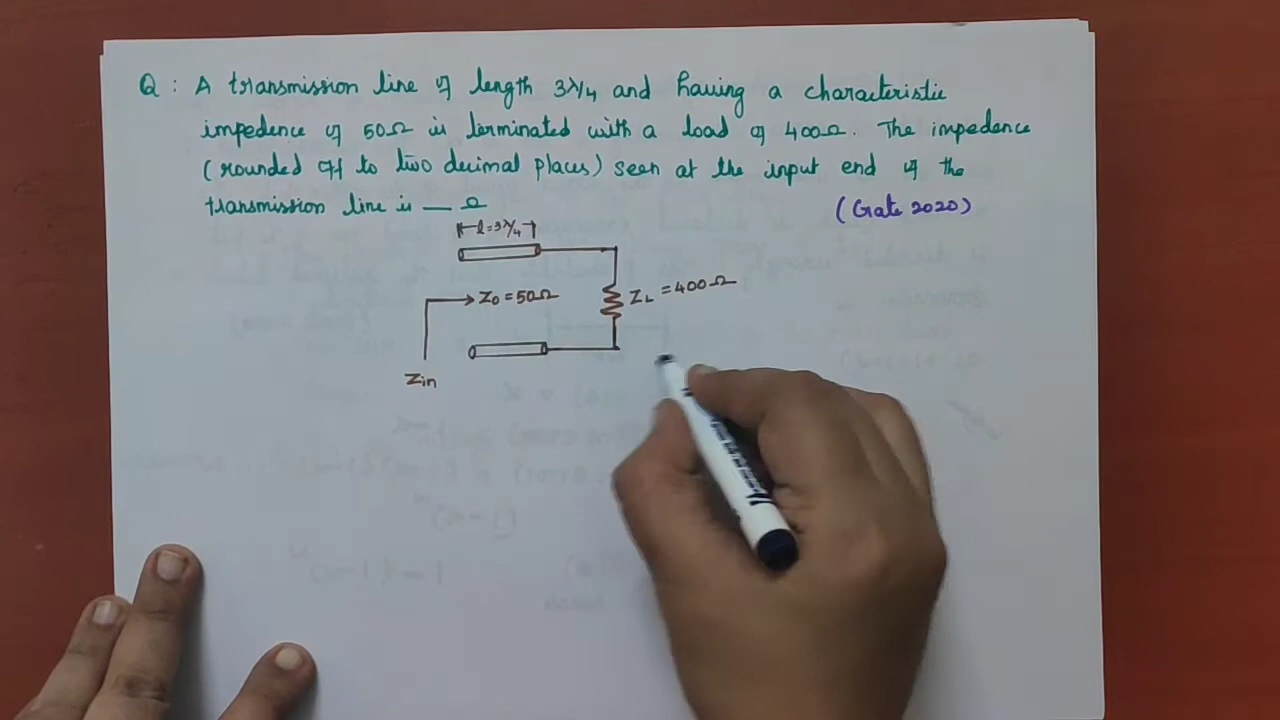 Q : A transmission line of length 3λ/4 and having a characteristic
impedence of 50Ω is terminated with a load of 400Ω. The impedence
(rounded off to two decimal places) seen at the input end of the
transmission line is __ Ω
(Gate 2020)
l=3λ/4
Z0 = 50Ω
ZL = 400Ω
Zin